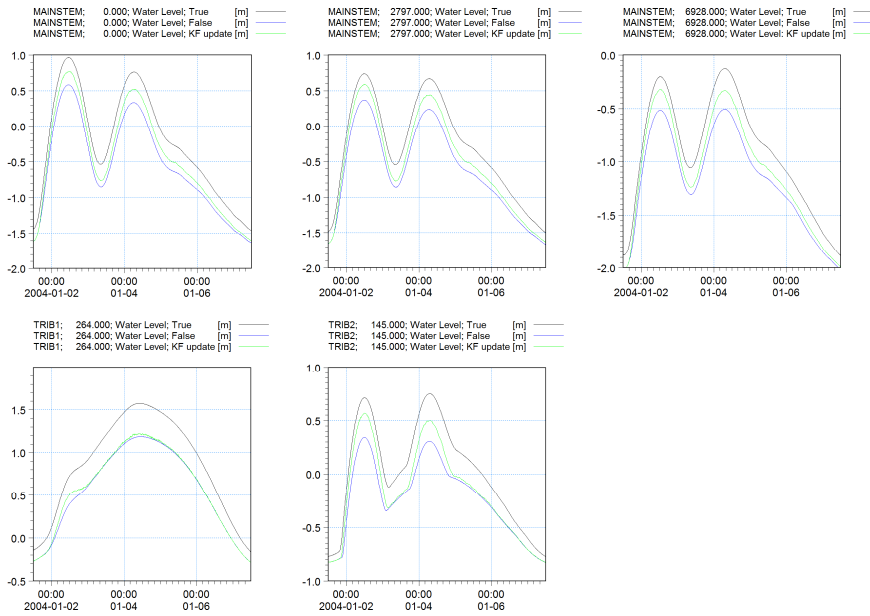 MAINSTEM; 0.000; Water Level; True [m]
MAINSTEM; 0.000; Water Level; False [m]
MAINSTEM; 0.000; Water Level; KF update [m]
1.0
0.5
0.0
-0.5
-1.0
-1.5
-2.0
00:00 00:00 00:00
2004-01-02 01-04 01-06
MAINSTEM; 2797.000; Water Level; True [m]
MAINSTEM; 2797.000; Water Level; False [m]
MAINSTEM; 2797.000; Water Level; KF update [m]
1.0
0.5
0.0
-0.5
-1.0
-1.5
-2.0
00:00 00:00 00:00
2004-01-02 01-04 01-06
MAINSTEM; 6928.000; Water Level; True [m]
MAINSTEM; 6928.000; Water Level; False [m]
MAINSTEM; 6928.000; Water Level; KF update [m]
0.0
-0.5
-1.0
-1.5
-2.0
00:00 00:00 00:00
2004-01-02 01-04 01-06
TRIB1; 264.000; Water Level; True [m]
TRIB1; 264.000; Water Level; False [m]
TRIB1; 264.000; Water Level; KF update [m]
1.5
1.0
0.5
0.0
-0.5
00:00 00:00 00:00
2004-01-02 01-04 01-06
TRIB2; 145.000; Water Level; True [m]
TRIB2; 145.000; Water Level; False [m]
TRIB2; 145.000; Water Level; KF update [m]
1.0
0.5
0.0
-0.5
-1.0
00:00 00:00 00:00
2004-01-02 01-04 01-06